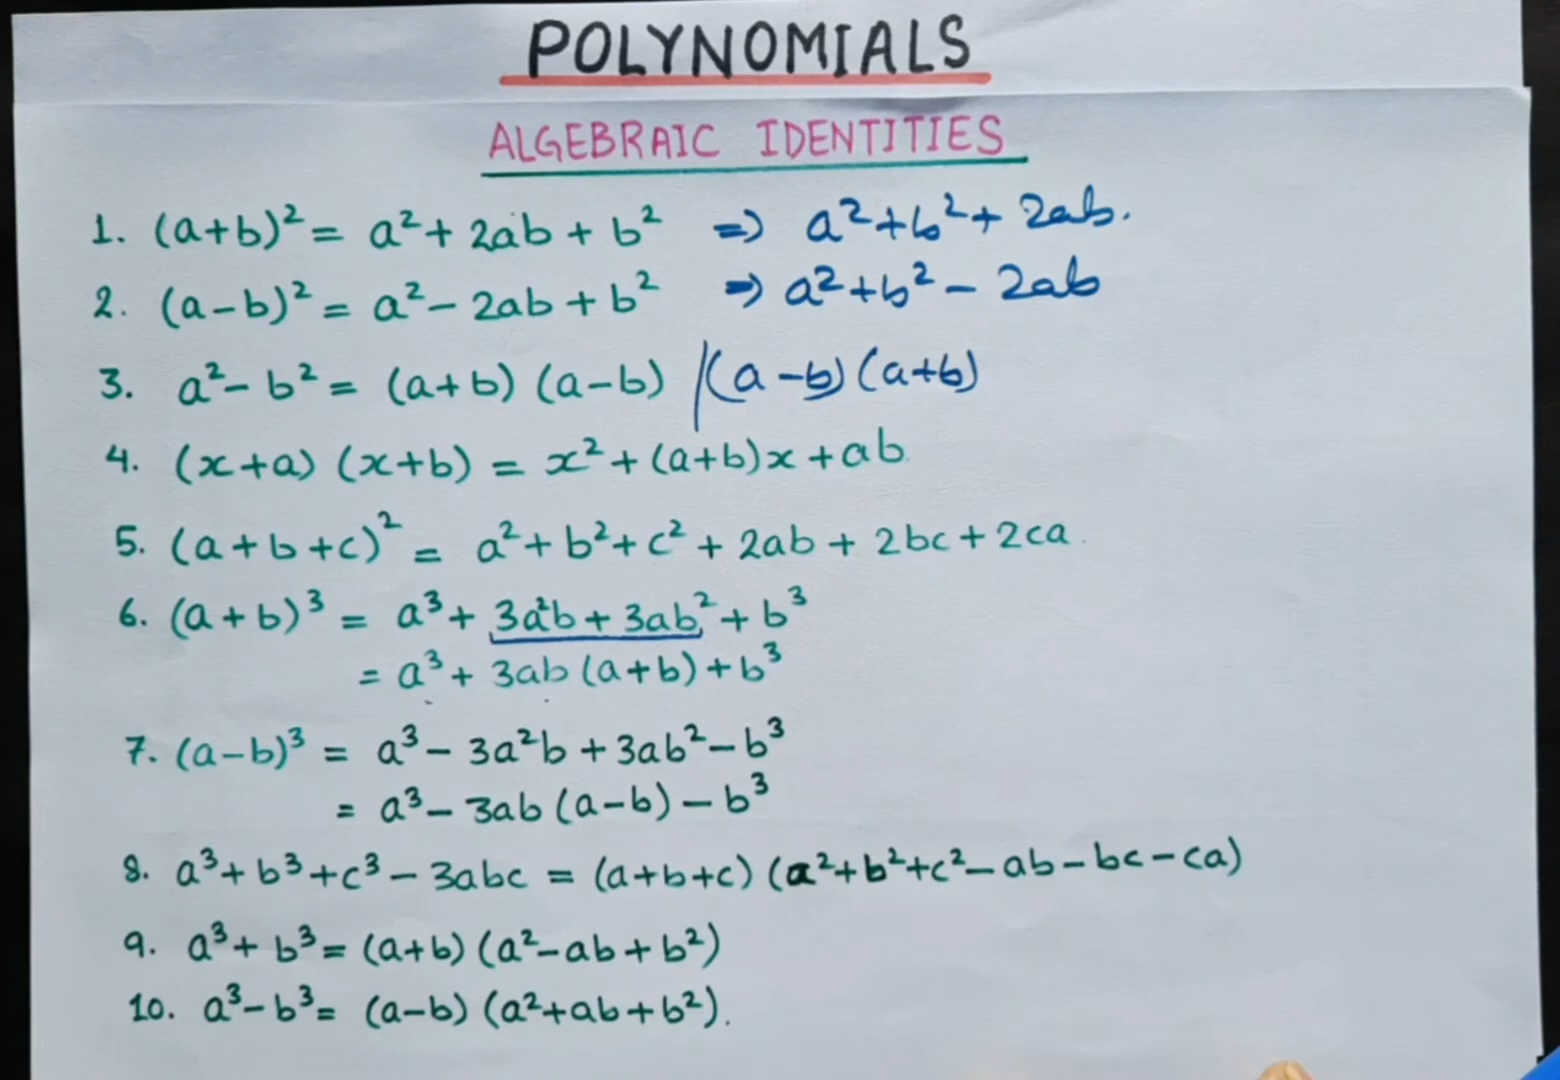 POLYNOMIALS
ALGEBRAIC IDENTITIES
1. (a+b)² = a² + 2ab + b² ⇒ a²+b²+ 2ab.
2. (a-b)² = a² - 2ab + b² ⇒ a²+b² - 2ab
3. a² - b² = (a+b) (a-b) / (a-b) (a+b)
4. (x+a) (x+b) = x² + (a+b)x + ab
5. (a+b+c)² = a² + b² + c² + 2ab + 2bc + 2ca
6. (a+b)³ = a³ + 3a²b + 3ab² + b³
= a³ + 3ab (a+b) + b³
7. (a-b)³ = a³ - 3a²b + 3ab² - b³
= a³ - 3ab (a-b) - b³
8. a³ + b³ + c³ - 3abc = (a+b+c) (a²+b²+c²-ab-bc-ca)
9. a³ + b³ = (a+b) (a²-ab+b²)
10. a³ - b³ = (a-b) (a²+ab+b²).